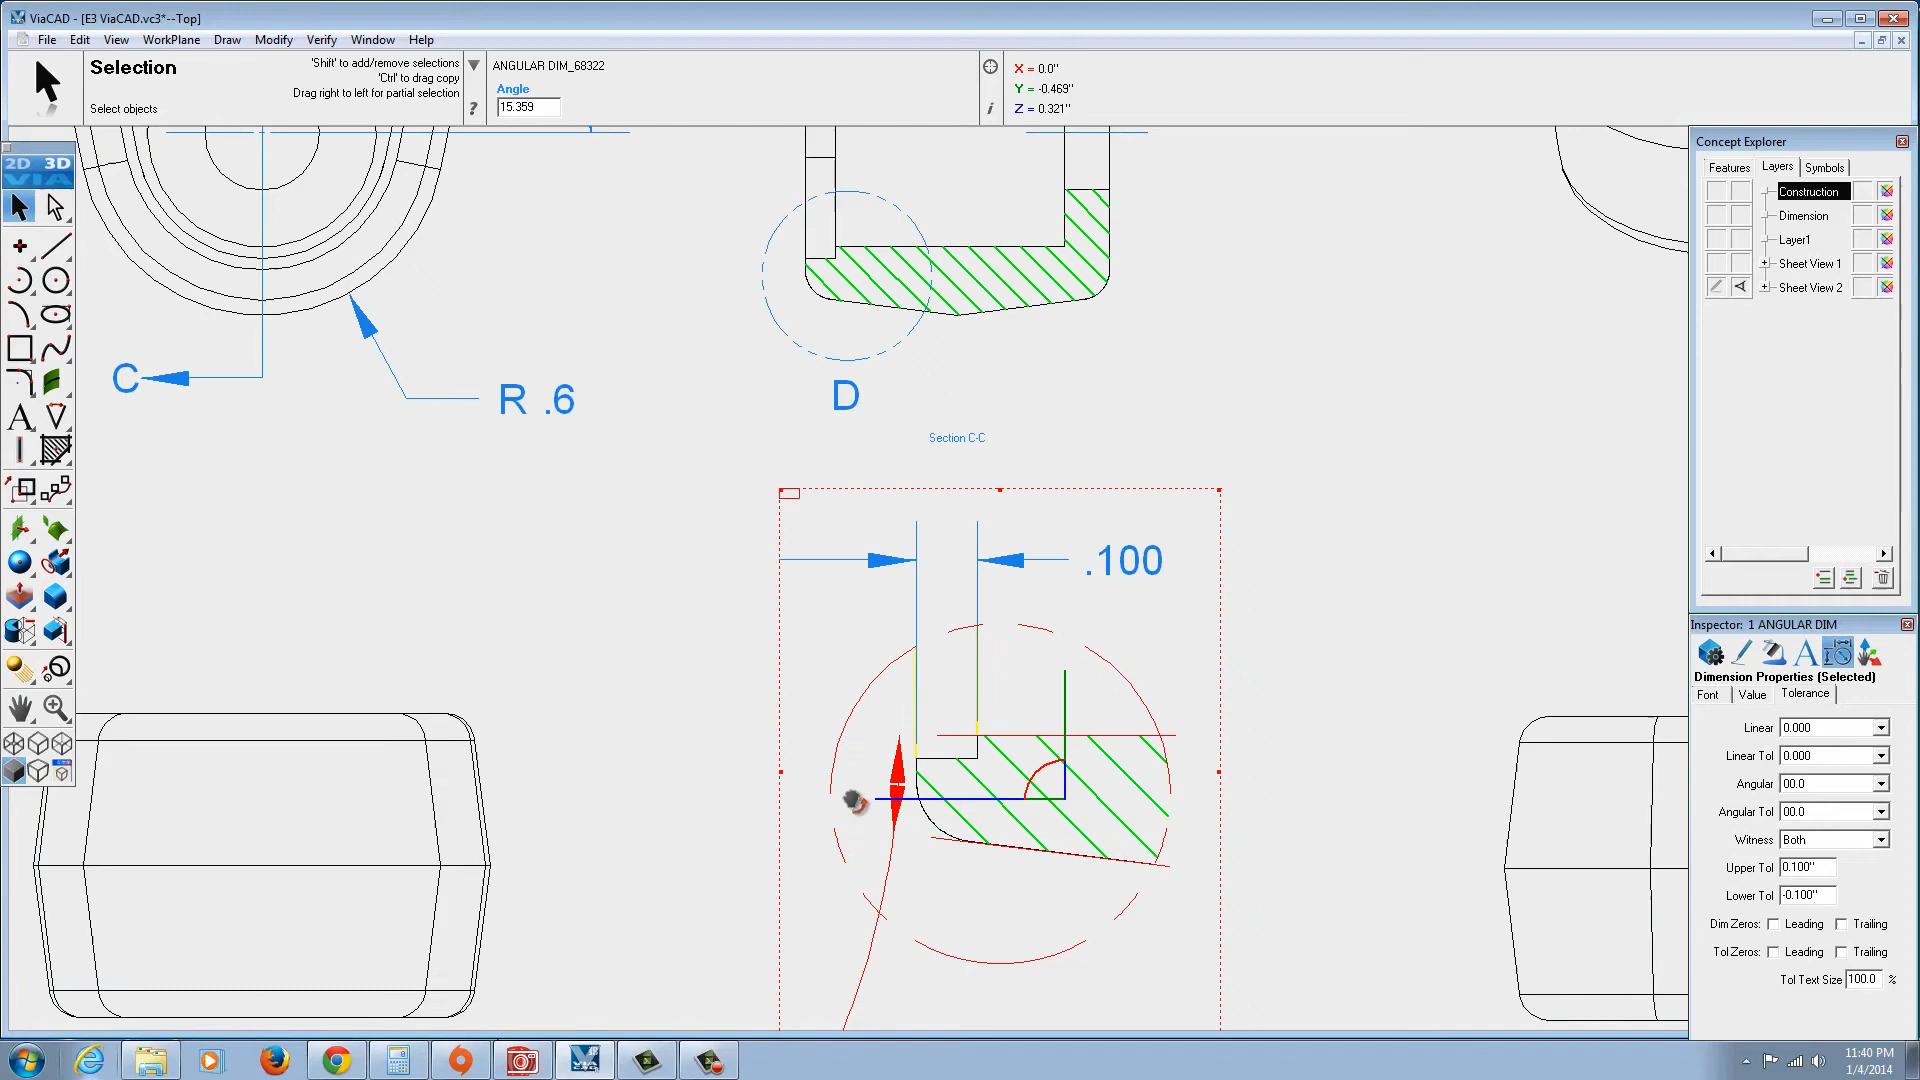 ViaCAD - [E3 ViaCAD.vc3*--Top]
File Edit View WorkPlane Draw Modify Verify Window Help
Selection
'Shift' to add/remove selections
'Ctrl' to drag copy
Drag right to left for partial selection
Select objects
?
ANGULAR DIM_68322
Angle
15.359
i
X = 0.0"
Y = -0.469"
Z = 0.321"
2D 3D
VIA
A
C
R .6
D
Section C-C
.100
Concept Explorer
Features Layers Symbols
Construction
Dimension
Layer1
Sheet View 1
Sheet View 2
Inspector: 1 ANGULAR DIM
Dimension Properties (Selected)
Font Value Tolerance
Linear 0.000
Linear Tol 0.000
Angular 00.0
Angular Tol 00.0
Witness Both
Upper Tol 0.100"
Lower Tol -0.100"
Dim Zeros: Leading Trailing
Tol Zeros: Leading Trailing
Tol Text Size 100.0 %
11:40 PM
1/4/2014